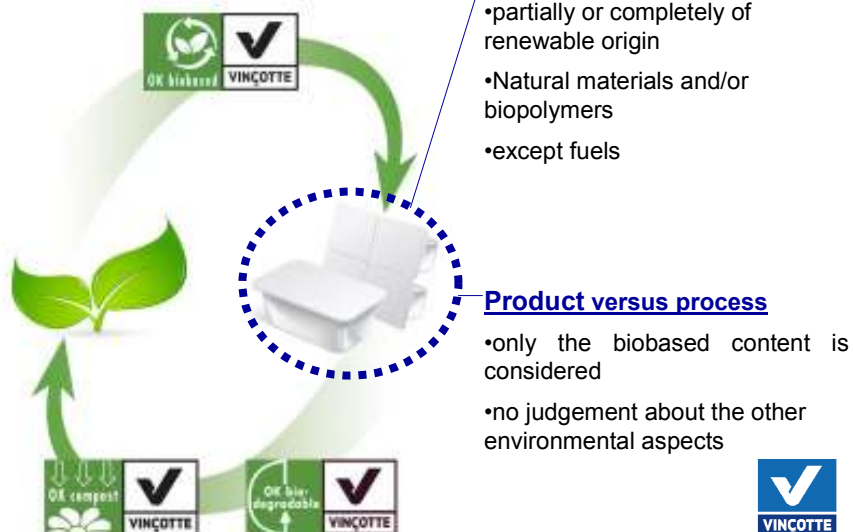 •partially or completely of
renewable origin
•Natural materials and/or
biopolymers
•except fuels
OK biobased
VINÇOTTE
Product versus process
•only the biobased content is
considered
•no judgement about the other
environmental aspects
OK compost
VINÇOTTE
OK bio-
degradable
VINÇOTTE
VINÇOTTE